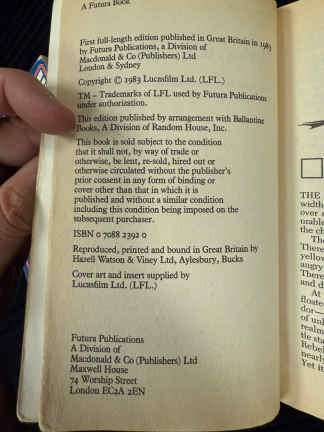 A Futura Book
First full-length edition published in Great Britain in 1983
by Futura Publications, a Division of
Macdonald & Co (Publishers) Ltd
London & Sydney
Copyright © 1983 Lucasfilm Ltd. (LFL.)
TM – Trademarks of LFL used by Futura Publications
under authorization.
This edition published by arrangement with Ballantine
Books, A Division of Random House, Inc.
This book is sold subject to the condition
that it shall not, by way of trade or
otherwise, be lent, re-sold, hired out or
otherwise circulated without the publisher's
prior consent in any form of binding or
cover other than that in which it is
published and without a similar condition
including this condition being imposed on the
subsequent purchaser.
ISBN 0 7088 2392 0
Reproduced, printed and bound in Great Britain by
Hazell Watson & Viney Ltd, Aylesbury, Bucks
Cover art and insert supplied by
Lucasfilm Ltd. (LFL.)
Futura Publications
A Division of
Macdonald & Co (Publishers) Ltd
Maxwell House
74 Worship Street
London EC2A 2EN
THE
width
over
the
The
There
yellow
angry
There
and d
At
floate
dor—
of un
realm
tle sta
Rebel
nearly
Yet it